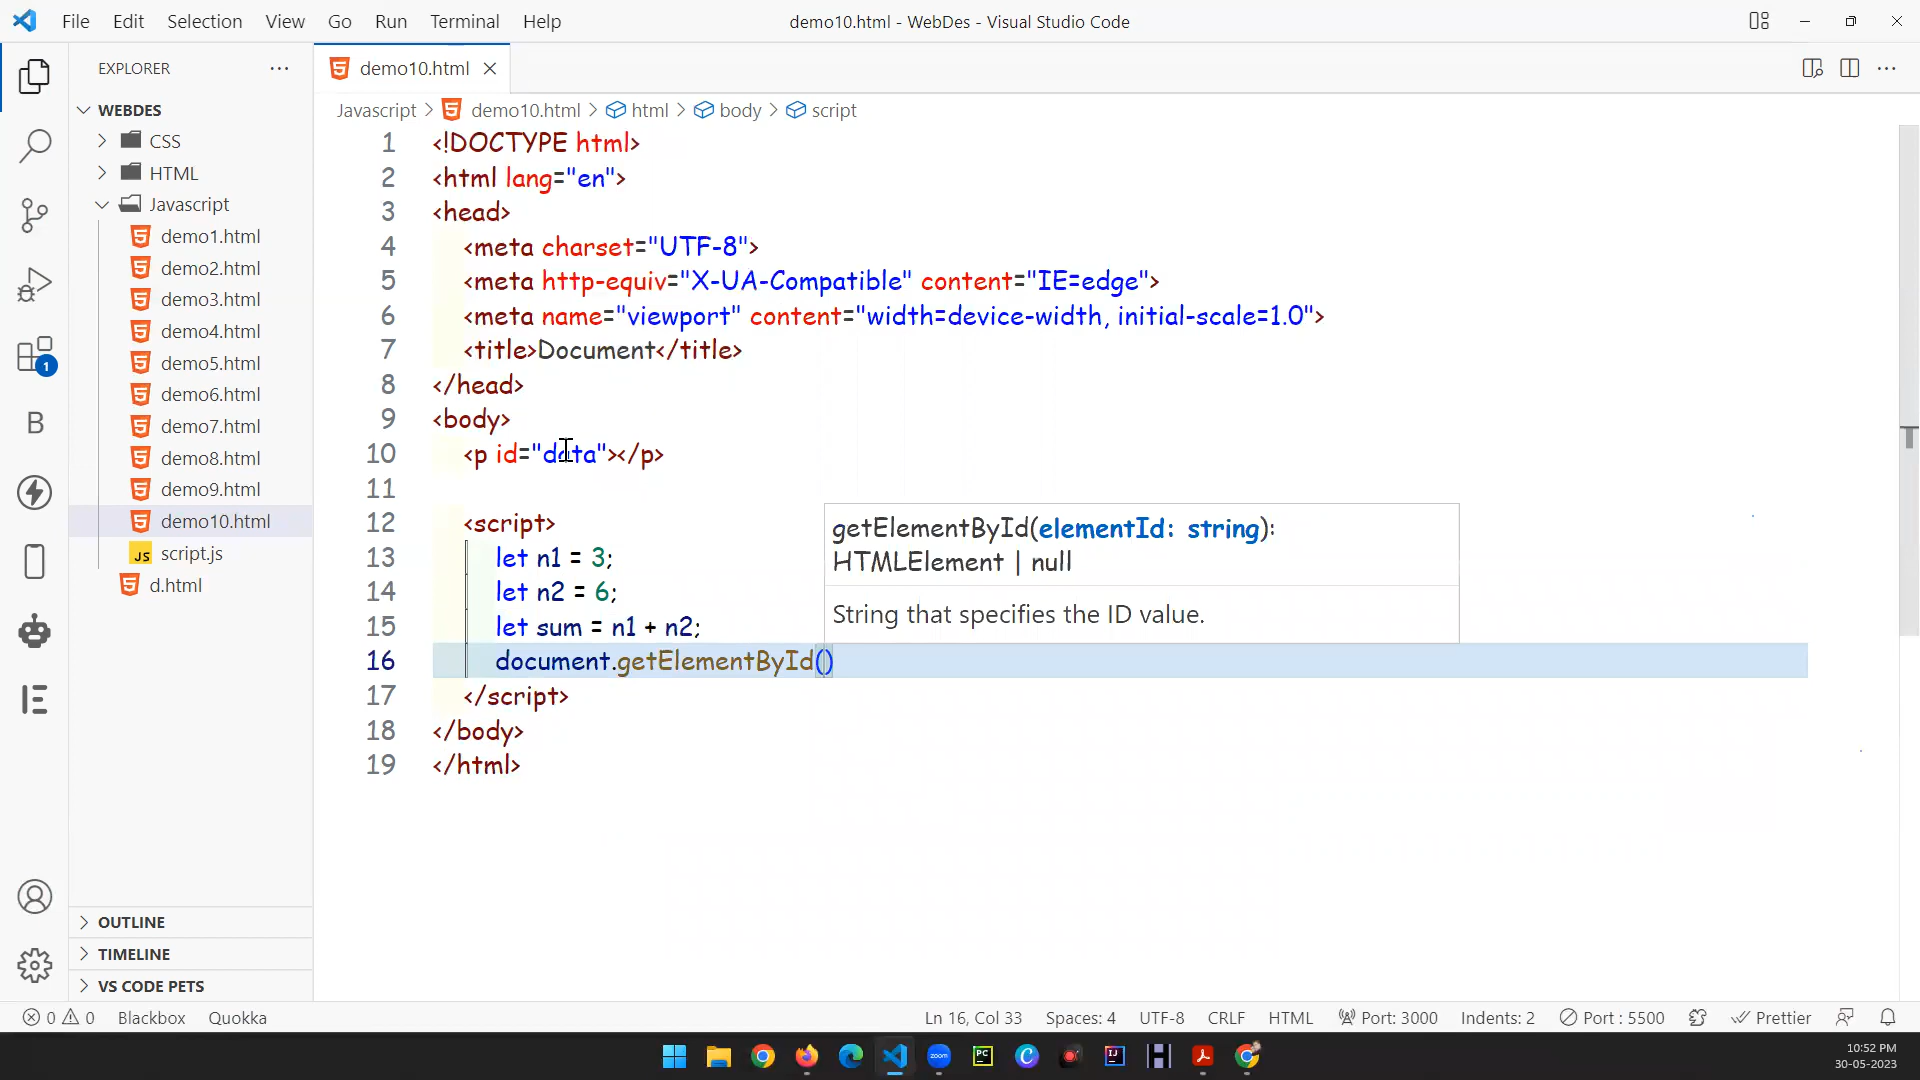 File Edit Selection View Go Run Terminal Help
demo10.html - WebDes - Visual Studio Code
EXPLORER
demo10.html
WEBDES
CSS
HTML
Javascript
demo1.html
demo2.html
demo3.html
demo4.html
demo5.html
demo6.html
demo7.html
demo8.html
demo9.html
demo10.html
JS script.js
d.html
OUTLINE
TIMELINE
VS CODE PETS
1
B
Javascript > demo10.html > html > body > script
1 <!DOCTYPE html>
2 <html lang="en">
3 <head>
4 <meta charset="UTF-8">
5 <meta http-equiv="X-UA-Compatible" content="IE=edge">
6 <meta name="viewport" content="width=device-width, initial-scale=1.0">
7 <title>Document</title>
8 </head>
9 <body>
10 <p id="data"></p>
11
12 <script>
13 let n1 = 3;
14 let n2 = 6;
15 let sum = n1 + n2;
16 document.getElementById()
17 </script>
18 </body>
19 </html>
getElementById(elementId: string):
HTMLElement | null
String that specifies the ID value.
0 0 Blackbox Quokka
Ln 16, Col 33 Spaces: 4 UTF-8 CRLF HTML Port: 3000 Indents: 2 Port : 5500 Prettier
zoom PC C IJ H
10:52 PM
30-05-2023